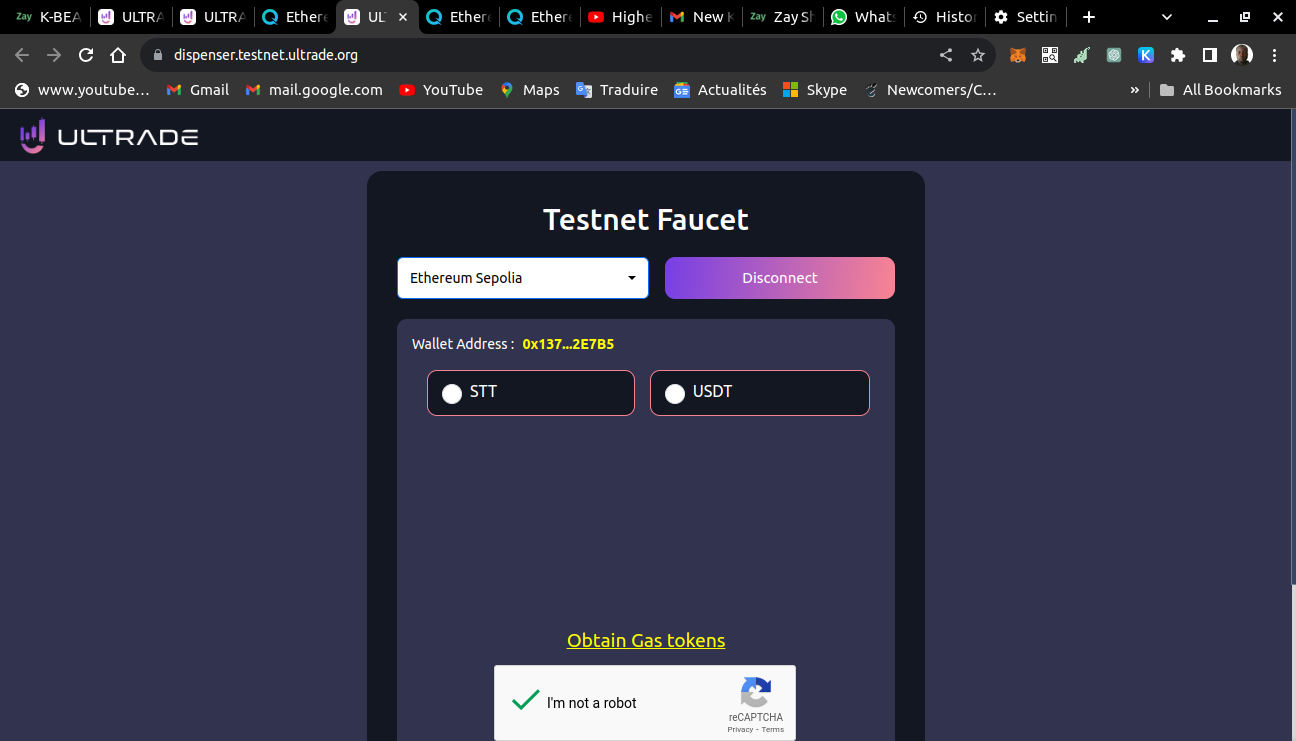 Zay K-BEA ULTRA ULTRA Ethere UL Ethere Ethere Highe New K Zay Zay Sh What Histor Settin
dispenser.testnet.ultrade.org
www.youtube... Gmail mail.google.com YouTube Maps Traduire Actualités Skype Newcomers/C... » All Bookmarks
ULTRADE
Testnet Faucet
Ethereum Sepolia Disconnect
Wallet Address : 0x137...2E7B5
STT USDT
Obtain Gas tokens
I'm not a robot
reCAPTCHA
Privacy - Terms